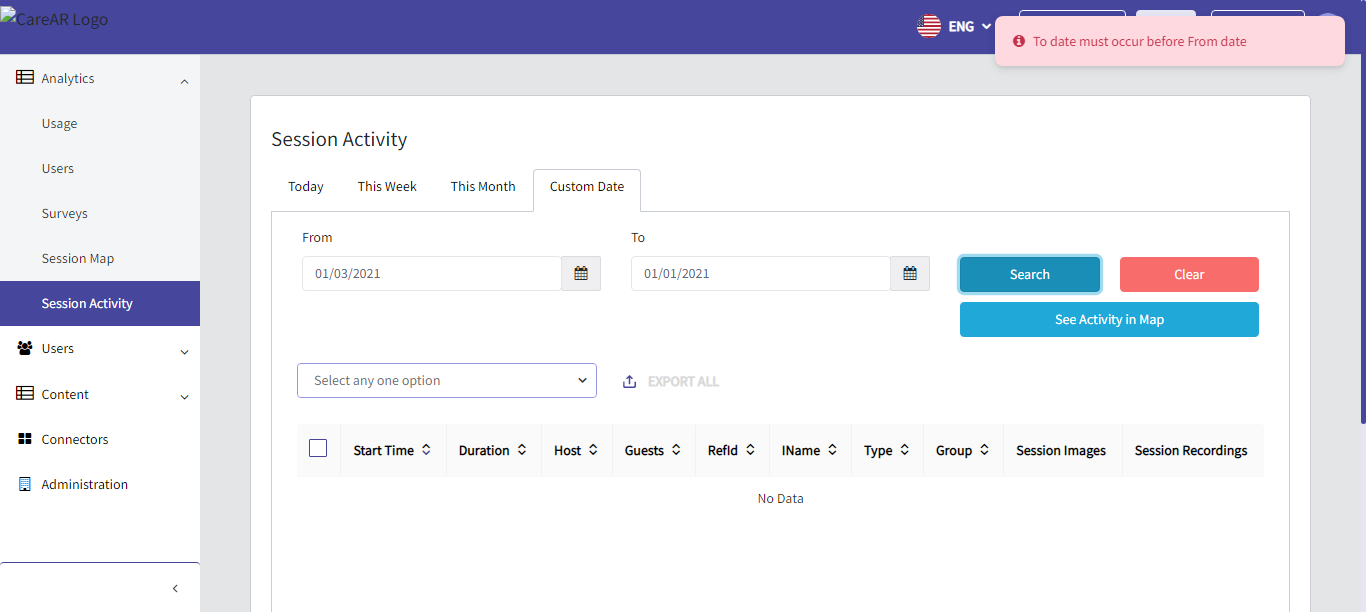 CareAR Logo
ENG
To date must occur before From date
Analytics
Usage
Users
Surveys
Session Map
Session Activity
Users
Content
Connectors
Administration
Session Activity
Today This Week This Month Custom Date
From To
01/03/2021 01/01/2021 Search Clear
See Activity in Map
Select any one option EXPORT ALL
Start Time Duration Host Guests RefId IName Type Group Session Images Session Recordings
No Data